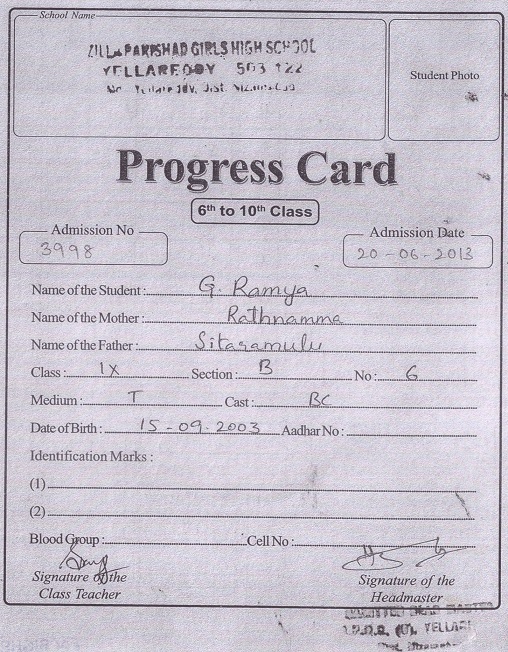 School Name
ZILLA PARISHAD GIRLS HIGH SCHOOL
YELLAREDDY 503 122
Student Photo
Progress Card
6th to 10th Class
Admission No
3998
Admission Date
20-06-2013
Name of the Student: G. Ramya
Name of the Mother: Rathnamma
Name of the Father: Sitaramulu
Class: IX Section: B No: 6
Medium: T Cast: BC
Date of Birth: 15-09-2003 Aadhar No:
Identification Marks:
(1)
(2)
Blood Group: Cell No:
Signature of the Class Teacher
Signature of the Headmaster